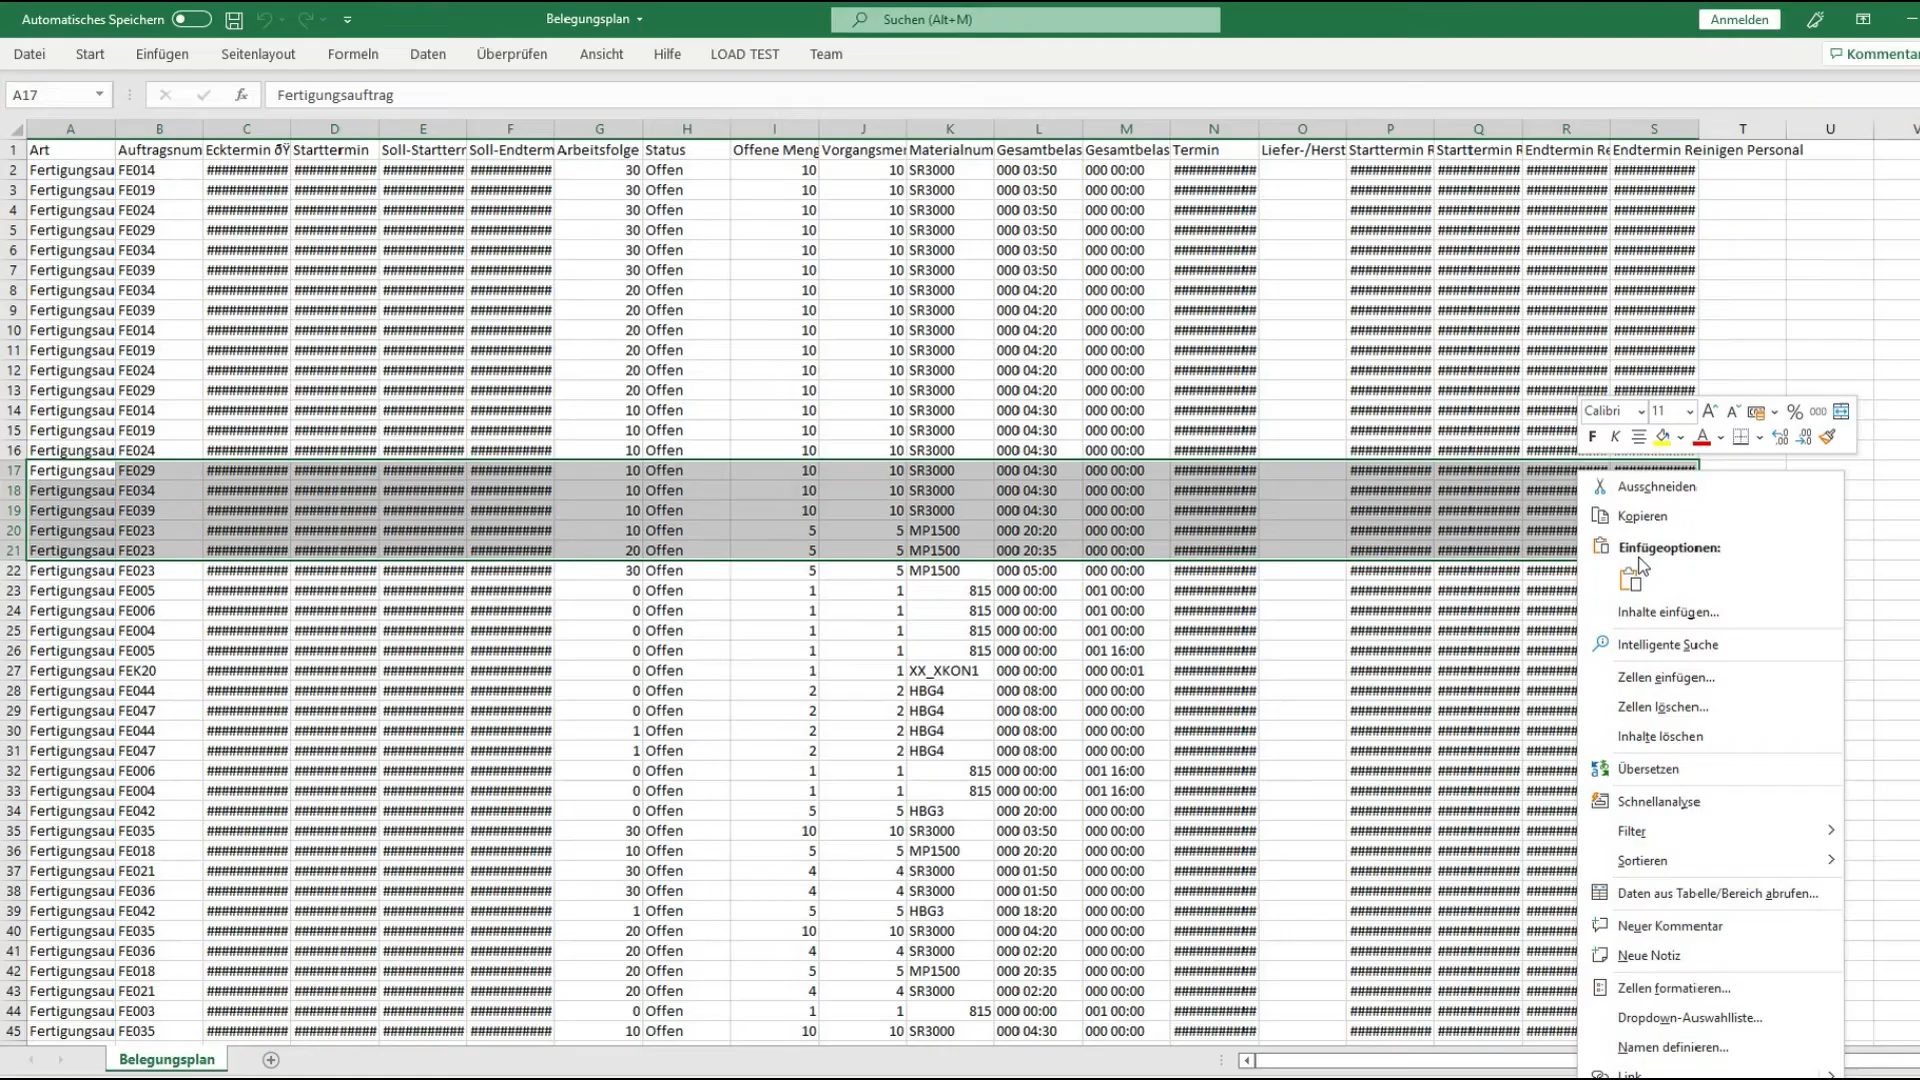 Automatisches Speichern Belegungsplan Suchen (Alt+M) Anmelden
Datei Start Einfügen Seitenlayout Formeln Daten Überprüfen Ansicht Hilfe LOAD TEST Team Kommentar
A17 fx Fertigungsauftrag
A B C D E F G H I J K L M N O P Q R S T U V
1 Art Auftragsnum Ecktermin ðŸ Starttermin Soll-Startterr Soll-Endterm Arbeitsfolge Status Offene Meng Vorgangsmer Materialnum Gesamtbelas Gesamtbelas Termin Liefer-/Herst Starttermin R Starttermin R Endtermin Re Endtermin Reinigen Personal
2 Fertigungsau FE014 ########### ########### ########### ########### 30 Offen 10 10 SR3000 000 03:50 000 00:00 ########### ########### ########### ########### ###########
3 Fertigungsau FE019 ########### ########### ########### ########### 30 Offen 10 10 SR3000 000 03:50 000 00:00 ########### ########### ########### ########### ###########
4 Fertigungsau FE024 ########### ########### ########### ########### 30 Offen 10 10 SR3000 000 03:50 000 00:00 ########### ########### ########### ########### ###########
5 Fertigungsau FE029 ########### ########### ########### ########### 30 Offen 10 10 SR3000 000 03:50 000 00:00 ########### ########### ########### ########### ###########
6 Fertigungsau FE034 ########### ########### ########### ########### 30 Offen 10 10 SR3000 000 03:50 000 00:00 ########### ########### ########### ########### ###########
7 Fertigungsau FE039 ########### ########### ########### ########### 30 Offen 10 10 SR3000 000 03:50 000 00:00 ########### ########### ########### ########### ###########
8 Fertigungsau FE034 ########### ########### ########### ########### 20 Offen 10 10 SR3000 000 04:20 000 00:00 ########### ########### ########### ########### ###########
9 Fertigungsau FE039 ########### ########### ########### ########### 20 Offen 10 10 SR3000 000 04:20 000 00:00 ########### ########### ########### ########### ###########
10 Fertigungsau FE014 ########### ########### ########### ########### 20 Offen 10 10 SR3000 000 04:20 000 00:00 ########### ########### ########### ########### ###########
11 Fertigungsau FE019 ########### ########### ########### ########### 20 Offen 10 10 SR3000 000 04:20 000 00:00 ########### ########### ########### ########### ###########
12 Fertigungsau FE024 ########### ########### ########### ########### 20 Offen 10 10 SR3000 000 04:20 000 00:00 ########### ########### ########### ########### ###########
13 Fertigungsau FE029 ########### ########### ########### ########### 20 Offen 10 10 SR3000 000 04:20 000 00:00 ########### ########### ########### ########### ###########
14 Fertigungsau FE014 ########### ########### ########### ########### 10 Offen 10 10 SR3000 000 04:30 000 00:00 ########### ########### ########### #######
15 Fertigungsau FE019 ########### ########### ########### ########### 10 Offen 10 10 SR3000 000 04:30 000 00:00 ########### ########### ########### #######
16 Fertigungsau FE024 ########### ########### ########### ########### 10 Offen 10 10 SR3000 000 04:30 000 00:00 ########### ########### ########### #######
17 Fertigungsau FE029 ########### ########### ########### ########### 10 Offen 10 10 SR3000 000 04:30 000 00:00 ########### ########### ########### ########### ###########
18 Fertigungsau FE034 ########### ########### ########### ########### 10 Offen 10 10 SR3000 000 04:30 000 00:00 ########### ########### ########### #######
19 Fertigungsau FE039 ########### ########### ########### ########### 10 Offen 10 10 SR3000 000 04:30 000 00:00 ########### ########### ########### #######
20 Fertigungsau FE023 ########### ########### ########### ########### 10 Offen 5 5 MP1500 000 20:20 000 00:00 ########### ########### ########### #######
21 Fertigungsau FE023 ########### ########### ########### ########### 20 Offen 5 5 MP1500 000 20:35 000 00:00 ########### ########### ########### #######
22 Fertigungsau FE023 ########### ########### ########### ########### 30 Offen 5 5 MP1500 000 05:00 000 00:00 ########### ########### ########### #######
23 Fertigungsau FE005 ########### ########### ########### ########### 0 Offen 1 1 815 000 00:00 001 00:00 ########### ########### ########### #######
24 Fertigungsau FE006 ########### ########### ########### ########### 0 Offen 1 1 815 000 00:00 001 00:00 ########### ########### ########### #######
25 Fertigungsau FE004 ########### ########### ########### ########### 0 Offen 1 1 815 000 00:00 001 00:00 ########### ########### ########### #######
26 Fertigungsau FE005 ########### ########### ########### ########### 0 Offen 1 1 815 000 00:00 001 16:00 ########### ########### ########### #######
27 Fertigungsau FEK20 ########### ########### ########### ########### 0 Offen 1 1 XX_XKON1 000 00:00 000 00:01 ########### ########### ########### #######
28 Fertigungsau FE044 ########### ########### ########### ########### 0 Offen 2 2 HBG4 000 08:00 000 00:00 ########### ########### ########### #######
29 Fertigungsau FE047 ########### ########### ########### ########### 0 Offen 2 2 HBG4 000 08:00 000 00:00 ########### ########### ########### #######
30 Fertigungsau FE044 ########### ########### ########### ########### 1 Offen 2 2 HBG4 000 08:00 000 00:00 ########### ########### ########### #######
31 Fertigungsau FE047 ########### ########### ########### ########### 1 Offen 2 2 HBG4 000 08:00 000 00:00 ########### ########### ########### #######
32 Fertigungsau FE006 ########### ########### ########### ########### 0 Offen 1 1 815 000 00:00 001 16:00 ########### ########### ########### #######
33 Fertigungsau FE004 ########### ########### ########### ########### 0 Offen 1 1 815 000 00:00 001 16:00 ########### ########### ########### #######
34 Fertigungsau FE042 ########### ########### ########### ########### 0 Offen 5 5 HBG3 000 20:00 000 00:00 ########### ########### ########### #######
35 Fertigungsau FE035 ########### ########### ########### ########### 30 Offen 10 10 SR3000 000 03:50 000 00:00 ########### ########### ########### #######
36 Fertigungsau FE018 ########### ########### ########### ########### 10 Offen 5 5 MP1500 000 20:20 000 00:00 ########### ########### ########### #######
37 Fertigungsau FE021 ########### ########### ########### ########### 30 Offen 4 4 SR3000 000 01:50 000 00:00 ########### ########### ########### #######
38 Fertigungsau FE036 ########### ########### ########### ########### 30 Offen 4 4 SR3000 000 01:50 000 00:00 ########### ########### ########### #######
39 Fertigungsau FE042 ########### ########### ########### ########### 1 Offen 5 5 HBG3 000 18:20 000 00:00 ########### ########### ########### #######
40 Fertigungsau FE035 ########### ########### ########### ########### 20 Offen 10 10 SR3000 000 04:20 000 00:00 ########### ########### ########### #######
41 Fertigungsau FE036 ########### ########### ########### ########### 20 Offen 4 4 SR3000 000 02:20 000 00:00 ########### ########### ########### #######
42 Fertigungsau FE018 ########### ########### ########### ########### 20 Offen 5 5 MP1500 000 20:35 000 00:00 ########### ########### ########### #######
43 Fertigungsau FE021 ########### ########### ########### ########### 20 Offen 4 4 SR3000 000 02:20 000 00:00 ########### ########### ########### #######
44 Fertigungsau FE003 ########### ########### ########### ########### 0 Offen 1 1 815 000 00:00 001 00:00 ########### ########### ########### #######
45 Fertigungsau FE035 ########### ########### ########### ########### 10 Offen 10 10 SR3000 000 04:30 000 00:00 ########### ########### ########### #######
Calibri 11 A A % 000
F K A
Ausschneiden
Kopieren
Einfügeoptionen:
Inhalte einfügen...
Intelligente Suche
Zellen einfügen...
Zellen löschen...
Inhalte löschen
Übersetzen
Schnellanalyse
Filter
Sortieren
Daten aus Tabelle/Bereich abrufen...
Neuer Kommentar
Neue Notiz
Zellen formatieren...
Dropdown-Auswahlliste...
Namen definieren...
Link
Belegungsplan